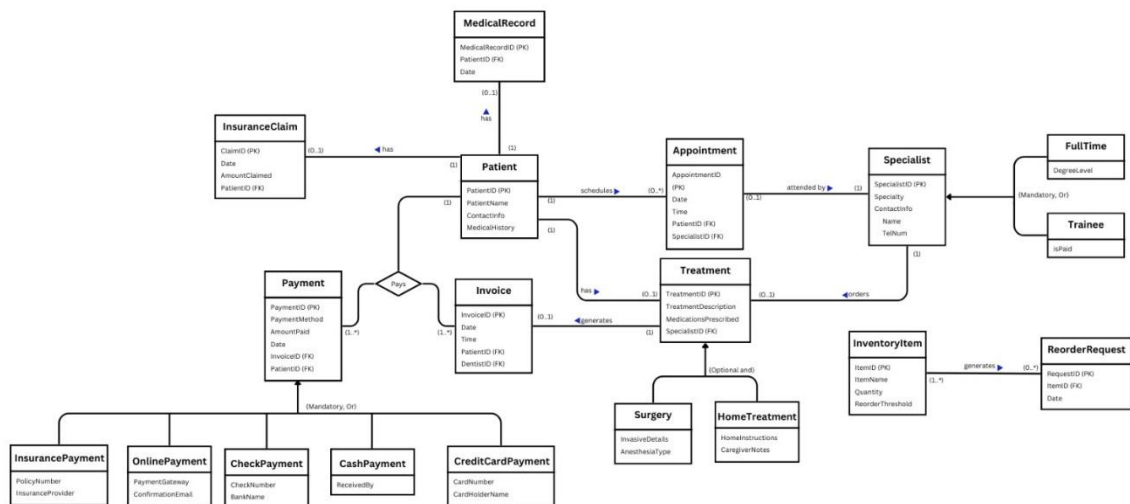 MedicalRecord
MedicalRecordID (PK)
PatientID (FK)
Date
(0..1)
has
(1)
InsuranceClaim
ClaimID (PK)
Date
AmountClaimed
PatientID (FK)
(0..1)
has
(1)
Patient
PatientID (PK)
PatientName
ContactInfo
MedicalHistory
(1)
schedules
(0..*)
Appointment
AppointmentID
(PK)
Date
Time
PatientID (FK)
SpecialistID (FK)
(0..1)
attended by
(1)
Specialist
SpecialistID (PK)
Specialty
ContactInfo
Name
TelNum
FullTime
DegreeLevel
(Mandatory, Or)
Trainee
isPaid
(1)
(1)
has
(0..1)
Treatment
TreatmentID (PK)
TreatmentDescription
MedicationsPrescribed
SpecialistID (FK)
(0..1)
orders
(1)
Pays
Payment
PaymentID (PK)
PaymentMethod
AmountPaid
Date
InvoiceID (FK)
PatientID (FK)
(1..*)
(1..*)
Invoice
InvoiceID (PK)
Date
Time
PatientID (FK)
DentistID (FK)
(0..1)
generates
(1)
InventoryItem
ItemID (PK)
ItemName
Quantity
ReorderThreshold
generates
(1..*)
(0..*)
ReorderRequest
RequestID (PK)
ItemID (FK)
Date
(Optional and)
Surgery
InvasiveDetails
AnesthesiaType
HomeTreatment
HomeInstructions
CaregiverNotes
(Mandatory, Or)
InsurancePayment
PolicyNumber
InsuranceProvider
OnlinePayment
PaymentGateway
ConfirmationEmail
CheckPayment
CheckNumber
BankName
CashPayment
ReceivedBy
CreditCardPayment
CardNumber
CardHolderName